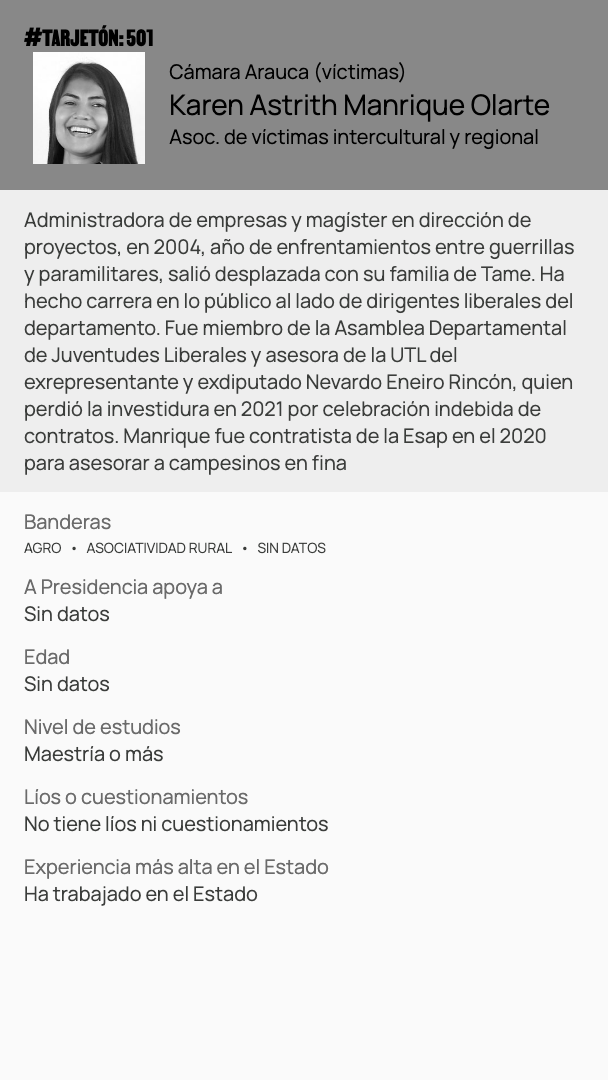 #TARJETÓN: 501
Cámara Arauca (víctimas)
Karen Astrith Manrique Olarte
Asoc. de víctimas intercultural y regional
Administradora de empresas y magíster en dirección de
proyectos, en 2004, año de enfrentamientos entre guerrillas
y paramilitares, salió desplazada con su familia de Tame. Ha
hecho carrera en lo público al lado de dirigentes liberales del
departamento. Fue miembro de la Asamblea Departamental
de Juventudes Liberales y asesora de la UTL del
exrepresentante y exdiputado Nevardo Eneiro Rincón, quien
perdió la investidura en 2021 por celebración indebida de
contratos. Manrique fue contratista de la Esap en el 2020
para asesorar a campesinos en fina
Banderas
AGRO • ASOCIATIVIDAD RURAL • SIN DATOS
A Presidencia apoya a
Sin datos
Edad
Sin datos
Nivel de estudios
Maestría o más
Líos o cuestionamientos
No tiene líos ni cuestionamientos
Experiencia más alta en el Estado
Ha trabajado en el Estado